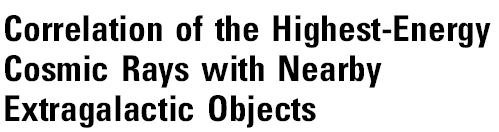 Correlation of the Highest-Energy
Cosmic Rays with Nearby
Extragalactic Objects